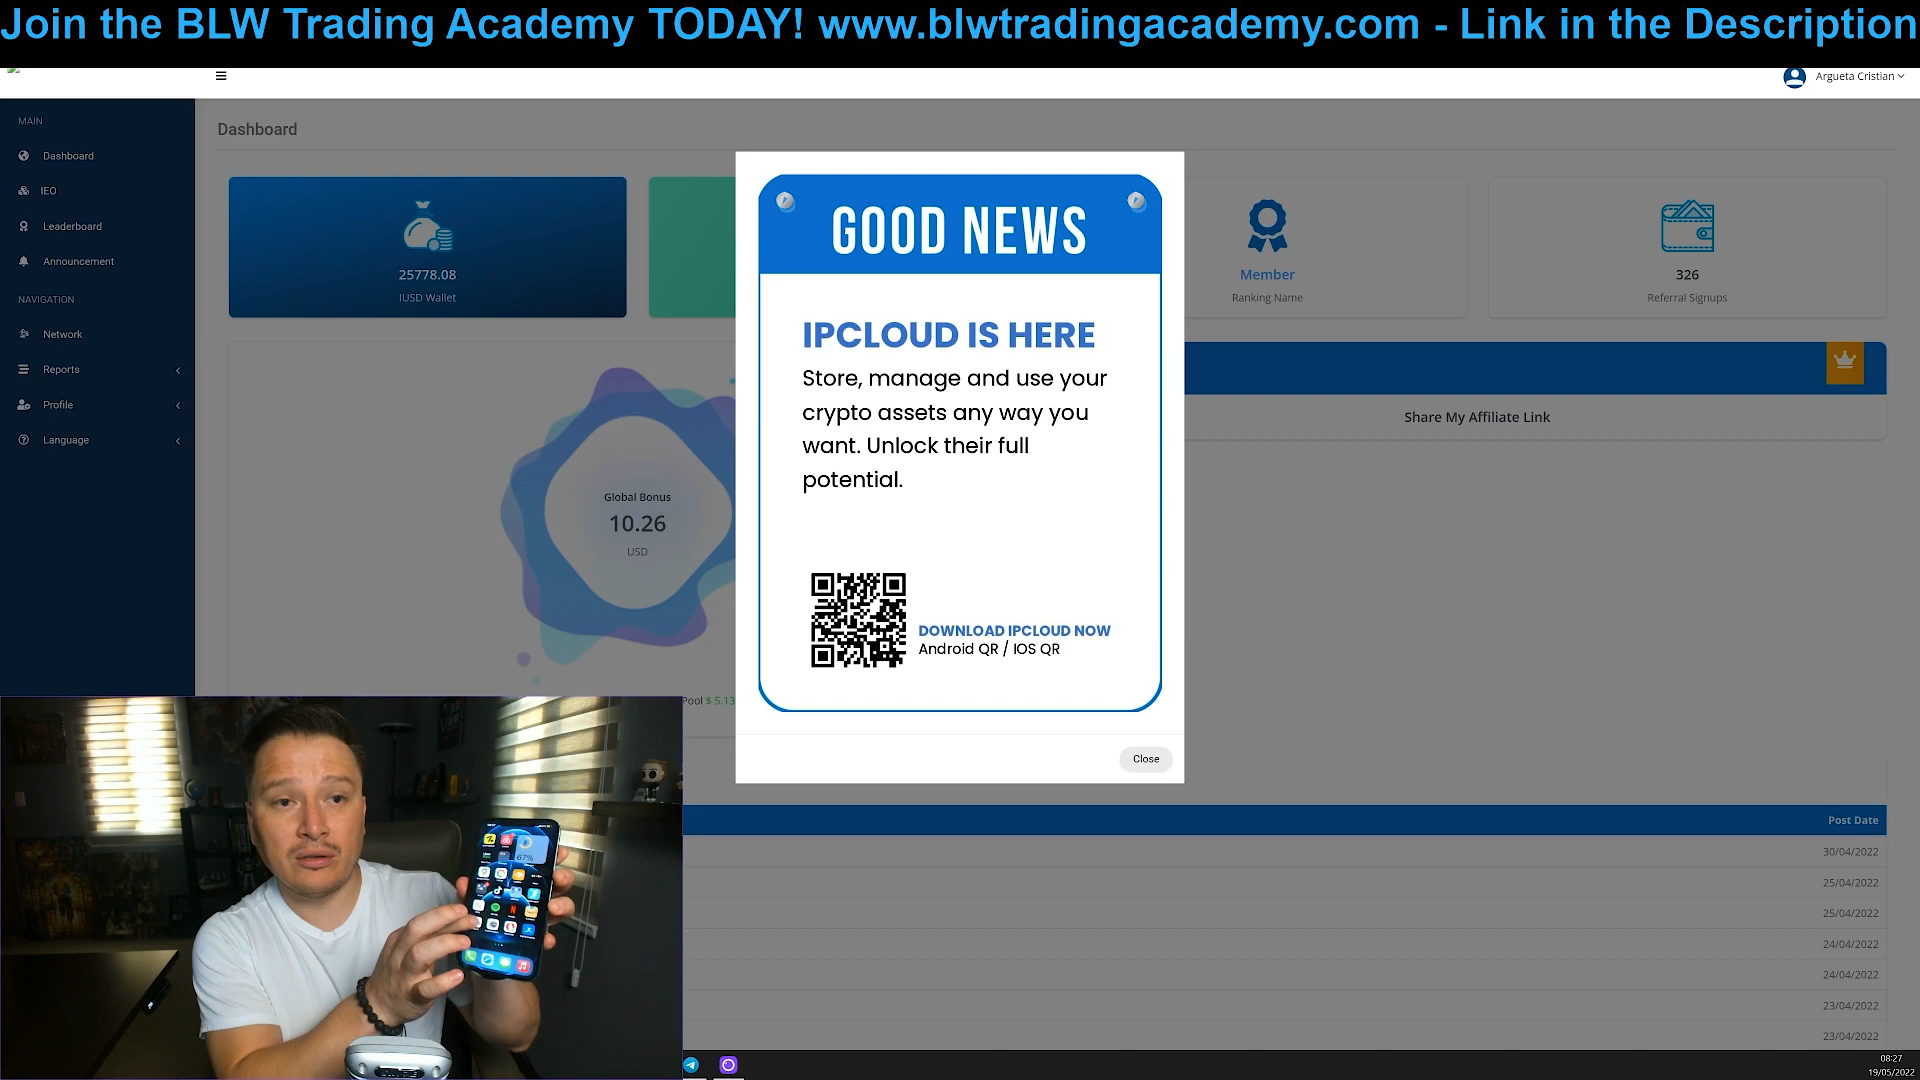 Join the BLW Trading Academy TODAY! www.blwtradingacademy.com - Link in the Description
Argueta Cristian
MAIN
Dashboard
IEO
Leaderboard
Announcement
NAVIGATION
Network
Reports
Profile
Language
Dashboard
25778.08
IUSD Wallet
Member
Ranking Name
326
Referral Signups
Share My Affiliate Link
Global Bonus
10.26
USD
Pool $ 5.13
GOOD NEWS
IPCLOUD IS HERE
Store, manage and use your
crypto assets any way you
want. Unlock their full
potential.
DOWNLOAD IPCLOUD NOW
Android QR / IOS QR
Close
Post Date
30/04/2022
25/04/2022
25/04/2022
24/04/2022
24/04/2022
23/04/2022
23/04/2022
67%
08:27
19/05/2022